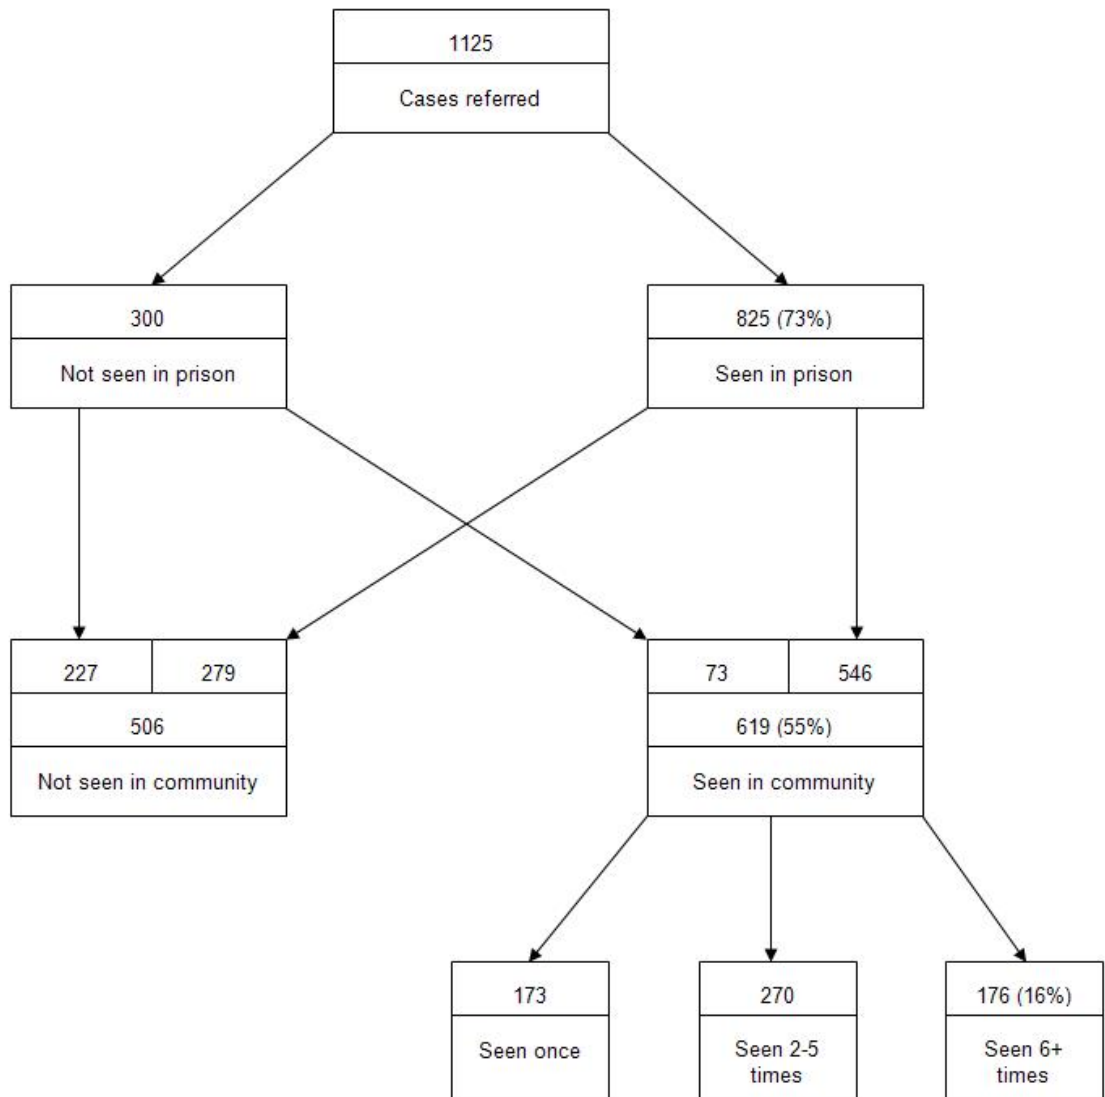 1125
Cases referred
300
825 (73%)
Not seen in prison
Seen in prison
227
279
73
546
506
619 (55%)
Not seen in community
Seen in community
173
270
176 (16%)
Seen once
Seen 2-5
times
Seen 6+
times